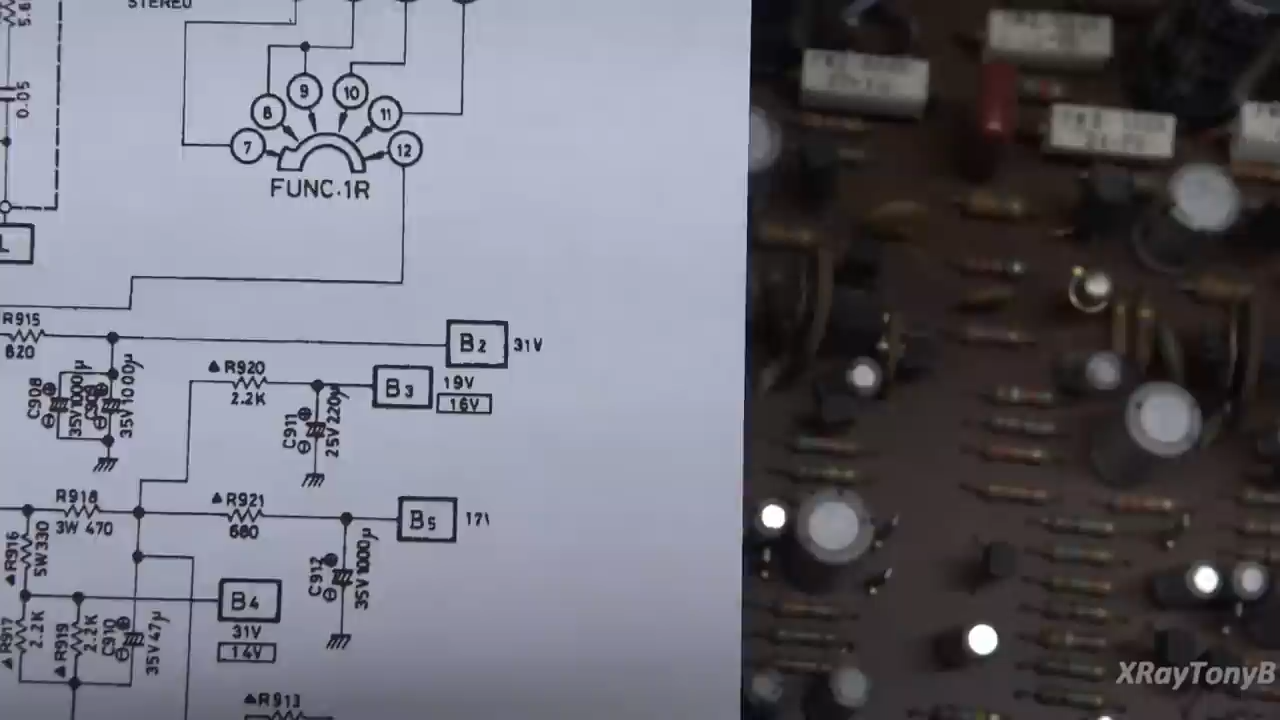 STEREO
0.05
8
9
10
11
7
12
FUNC.1R
R915
820
C908
35V1000μ
35V1000μ
B2
31V
▲R920
2.2K
B3
19V
16V
C911
25V220μ
R918
3W 470
▲R921
680
B5
▲R916
5W330
C912
35V1000μ
B4
31V
14V
▲R917
2.2K
▲R919
2.2K
C910
35V47μ
▲R913
XRayTonyB